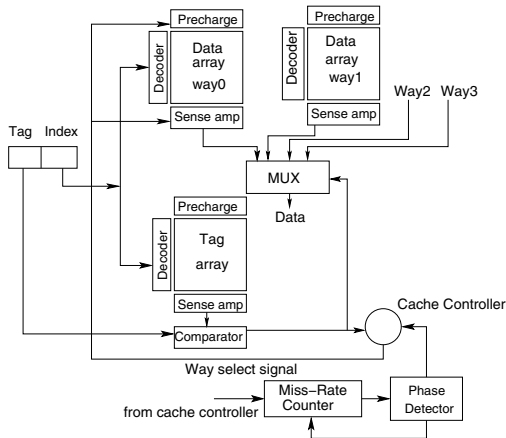 Precharge
Decoder
Data
array
way0
Sense amp
Precharge
Decoder
Data
array
way1
Sense amp
Way2 Way3
Tag Index
MUX
Data
Precharge
Decoder
Tag
array
Sense amp
Comparator
Cache Controller
Way select signal
from cache controller
Miss-Rate
Counter
Phase
Detector